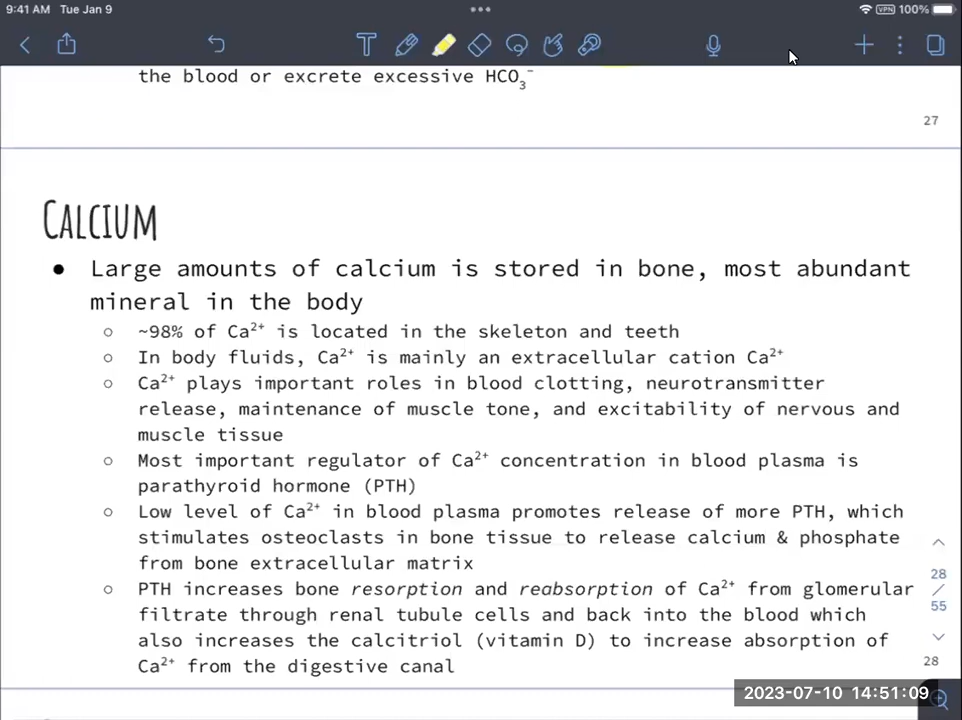 9:41 AM Tue Jan 9
VPN 100%
the blood or excrete excessive HCO₃⁻
27
CALCIUM
● Large amounts of calcium is stored in bone, most abundant
mineral in the body
○ ~98% of Ca²⁺ is located in the skeleton and teeth
○ In body fluids, Ca²⁺ is mainly an extracellular cation Ca²⁺
○ Ca²⁺ plays important roles in blood clotting, neurotransmitter
release, maintenance of muscle tone, and excitability of nervous and
muscle tissue
○ Most important regulator of Ca²⁺ concentration in blood plasma is
parathyroid hormone (PTH)
○ Low level of Ca²⁺ in blood plasma promotes release of more PTH, which
stimulates osteoclasts in bone tissue to release calcium & phosphate
from bone extracellular matrix
○ PTH increases bone resorption and reabsorption of Ca²⁺ from glomerular
filtrate through renal tubule cells and back into the blood which
also increases the calcitriol (vitamin D) to increase absorption of
Ca²⁺ from the digestive canal
28
/
55
28
2023-07-10 14:51:09